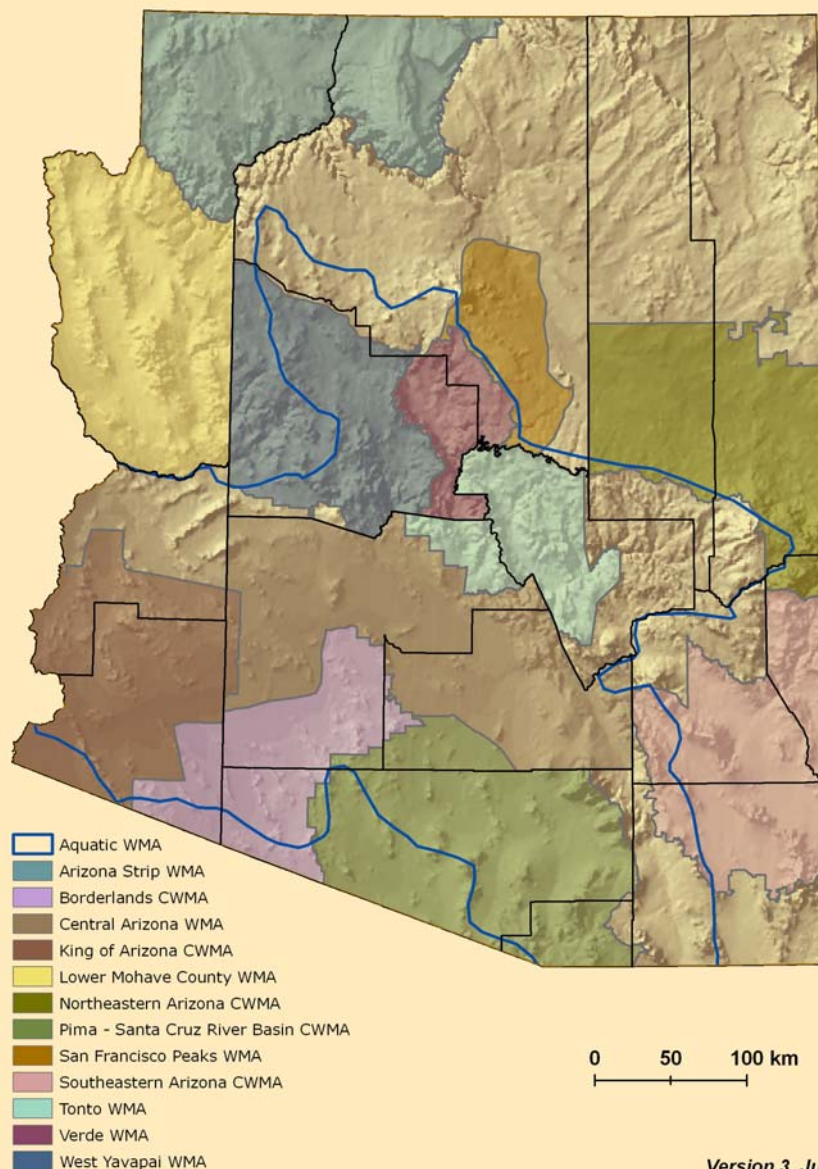 Aquatic WMA
Arizona Strip WMA
Borderlands CWMA
Central Arizona WMA
King of Arizona CWMA
Lower Mohave County WMA
Northeastern Arizona CWMA
Pima - Santa Cruz River Basin CWMA
San Francisco Peaks WMA
Southeastern Arizona CWMA
Tonto WMA
Verde WMA
West Yavapai WMA
0 50 100 km
Version 3, Ju